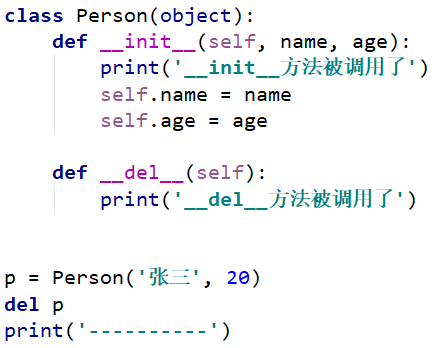 class Person(object):
    def __init__(self, name, age):
        print('__init__方法被调用了')
        self.name = name
        self.age = age
    def __del__(self):
        print('__del__方法被调用了')
p = Person('张三', 20)
del p
print('----------')